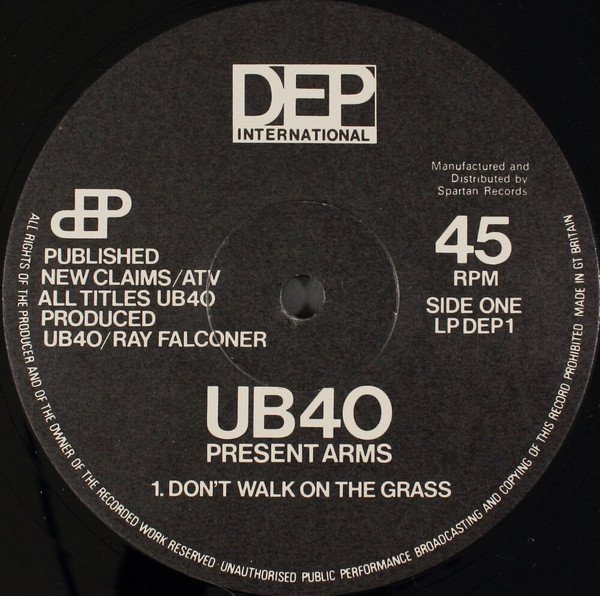 DEP
INTERNATIONAL
Manufactured and
Distributed by
Spartan Records
dEP
PUBLISHED
NEW CLAIMS/ATV
ALL TITLES UB40
PRODUCED
UB40/RAY FALCONER
45
RPM
SIDE ONE
LP DEP 1
UB40
PRESENT ARMS
1. DON'T WALK ON THE GRASS
ALL RIGHTS OF THE PRODUCER AND OF THE OWNER OF THE RECORDED WORK RESERVED · UNAUTHORISED PUBLIC PERFORMANCE BROADCASTING AND COPYING OF THIS RECORD PROHIBITED MADE IN GT BRITAIN